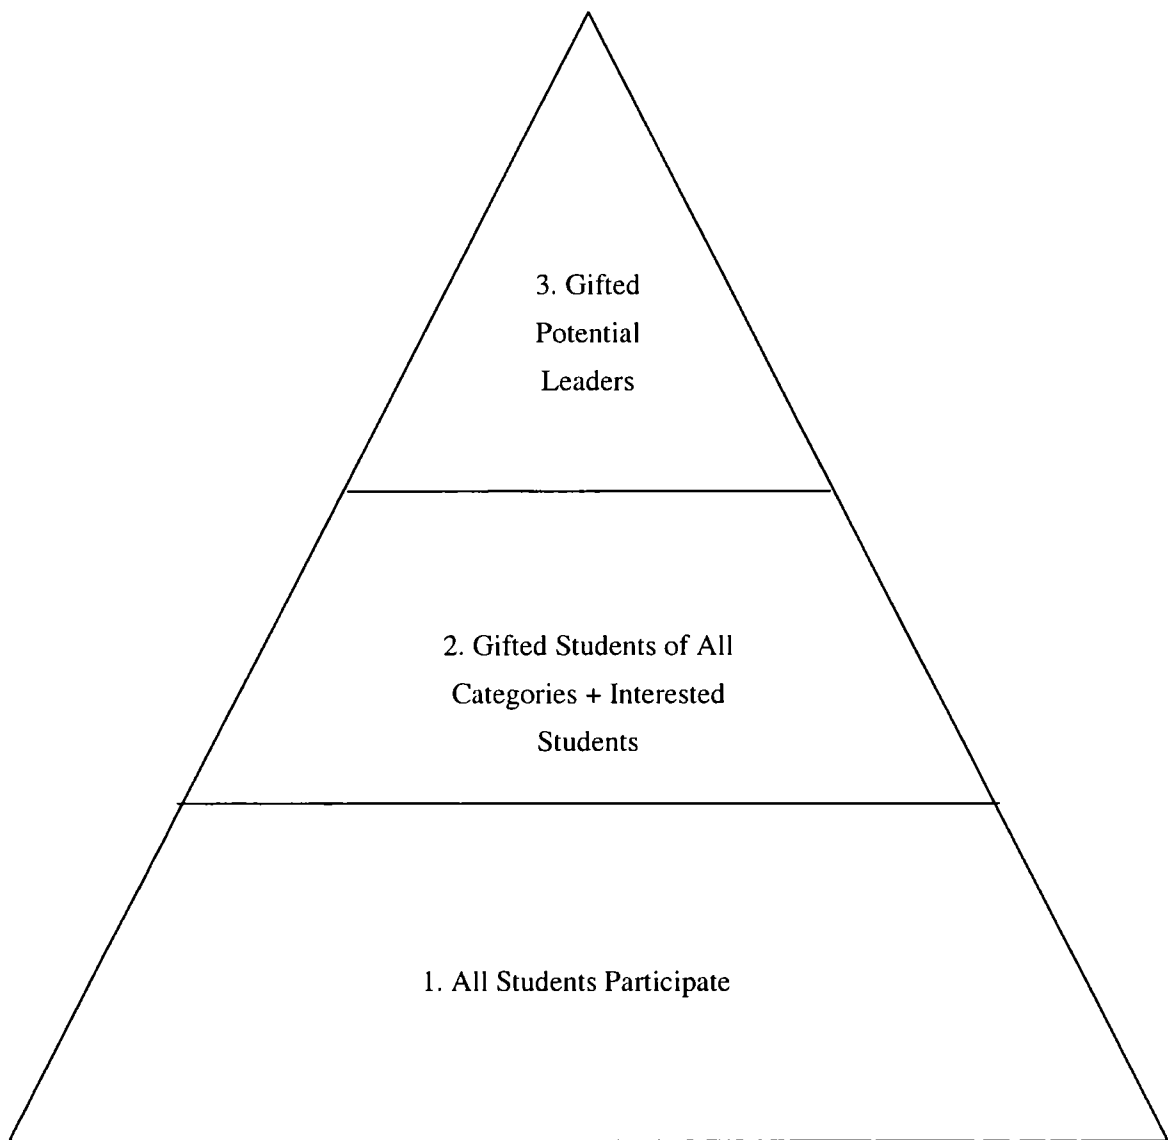 3. Gifted
Potential
Leaders
2. Gifted Students of All
Categories + Interested
Students
1. All Students Participate